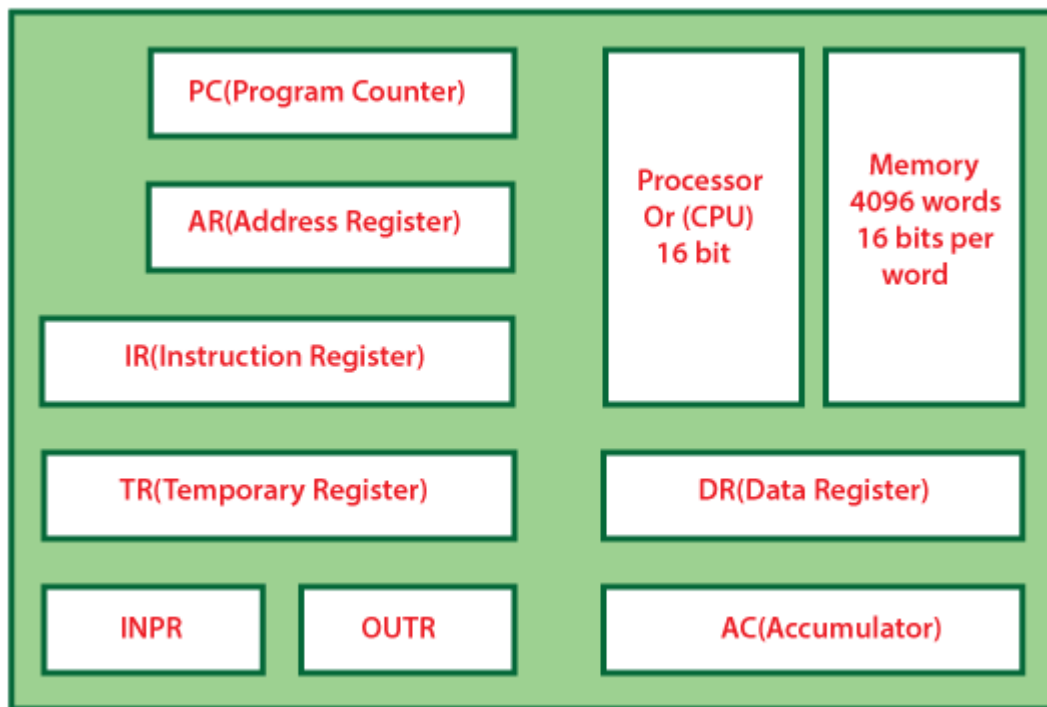 PC(Program Counter)
AR(Address Register)
IR(Instruction Register)
TR(Temporary Register)
INPR
OUTR
Processor
Or (CPU)
16 bit
Memory
4096 words
16 bits per
word
DR(Data Register)
AC(Accumulator)